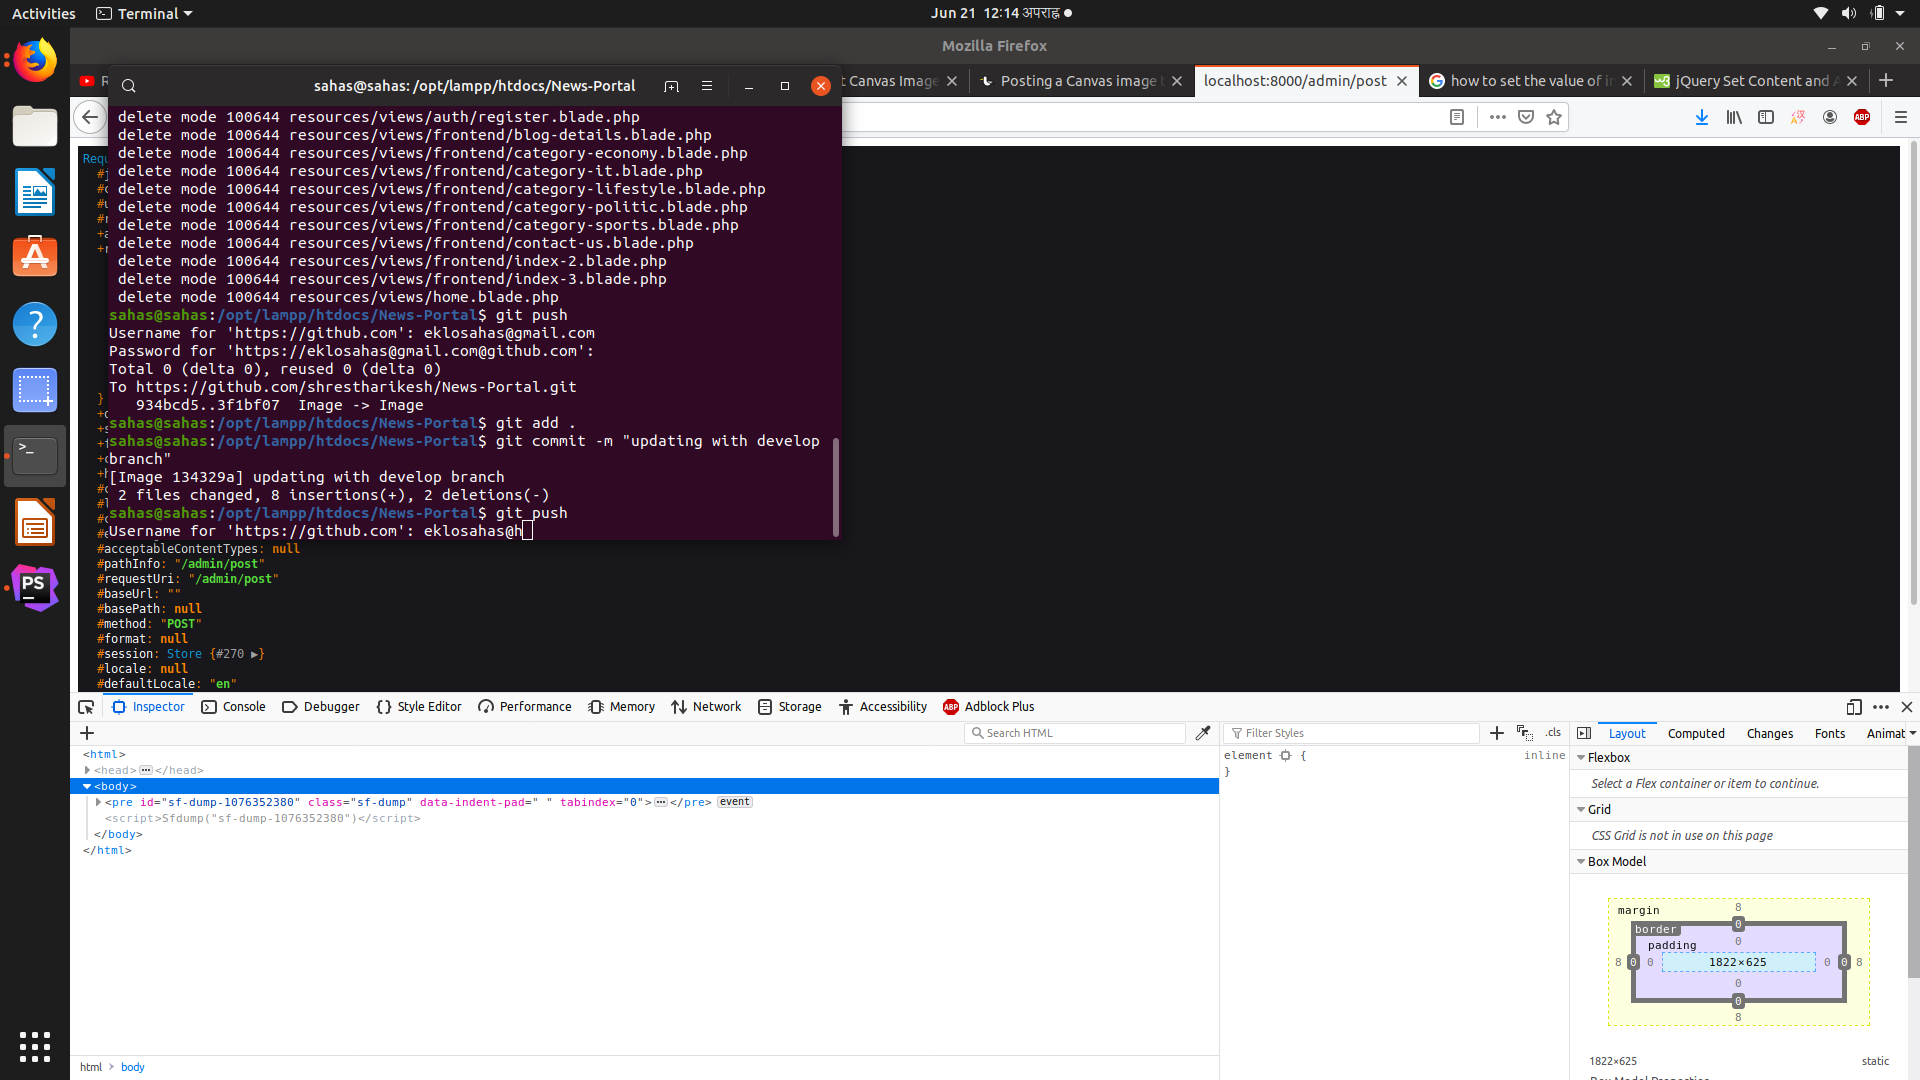 Activities
Terminal
Jun 21 12:14 अपराह्न
Mozilla Firefox
sahas@sahas: /opt/lampp/htdocs/News-Portal
t Canvas Image
Posting a Canvas image
localhost:8000/admin/post
how to set the value of i
jQuery Set Content and A
delete mode 100644 resources/views/auth/register.blade.php
delete mode 100644 resources/views/frontend/blog-details.blade.php
delete mode 100644 resources/views/frontend/category-economy.blade.php
delete mode 100644 resources/views/frontend/category-it.blade.php
delete mode 100644 resources/views/frontend/category-lifestyle.blade.php
delete mode 100644 resources/views/frontend/category-politic.blade.php
delete mode 100644 resources/views/frontend/category-sports.blade.php
delete mode 100644 resources/views/frontend/contact-us.blade.php
delete mode 100644 resources/views/frontend/index-2.blade.php
delete mode 100644 resources/views/frontend/index-3.blade.php
delete mode 100644 resources/views/home.blade.php
sahas@sahas:/opt/lampp/htdocs/News-Portal$ git push
Username for 'https://github.com': eklosahas@gmail.com
Password for 'https://eklosahas@gmail.com@github.com':
Total 0 (delta 0), reused 0 (delta 0)
To https://github.com/shrestharikesh/News-Portal.git
934bcd5..3f1bf07  Image -> Image
sahas@sahas:/opt/lampp/htdocs/News-Portal$ git add .
sahas@sahas:/opt/lampp/htdocs/News-Portal$ git commit -m "updating with develop
branch"
[Image 134329a] updating with develop branch
2 files changed, 8 insertions(+), 2 deletions(-)
sahas@sahas:/opt/lampp/htdocs/News-Portal$ git push
Username for 'https://github.com': eklosahas@h
#acceptableContentTypes: null
#pathInfo: "/admin/post"
#requestUri: "/admin/post"
#baseUrl: ""
#basePath: null
#method: "POST"
#format: null
#session: Store {#270 ▶}
#locale: null
#defaultLocale: "en"
Inspector
Console
Debugger
Style Editor
Performance
Memory
Network
Storage
Accessibility
ABP
Adblock Plus
Search HTML
Filter Styles
.cls
Layout
Computed
Changes
Fonts
Animat
<html>
<head> ••• </head>
<body>
<pre id="sf-dump-1076352380" class="sf-dump" data-indent-pad=" " tabindex="0"> ••• </pre> event
<script>Sfdump("sf-dump-1076352380")</script>
</body>
</html>
element {
inline
}
Flexbox
Select a Flex container or item to continue.
Grid
CSS Grid is not in use on this page
Box Model
margin
8
border
0
padding
0
8 0 0 1822×625 0 0 8
0
0
8
1822×625
static
html > body